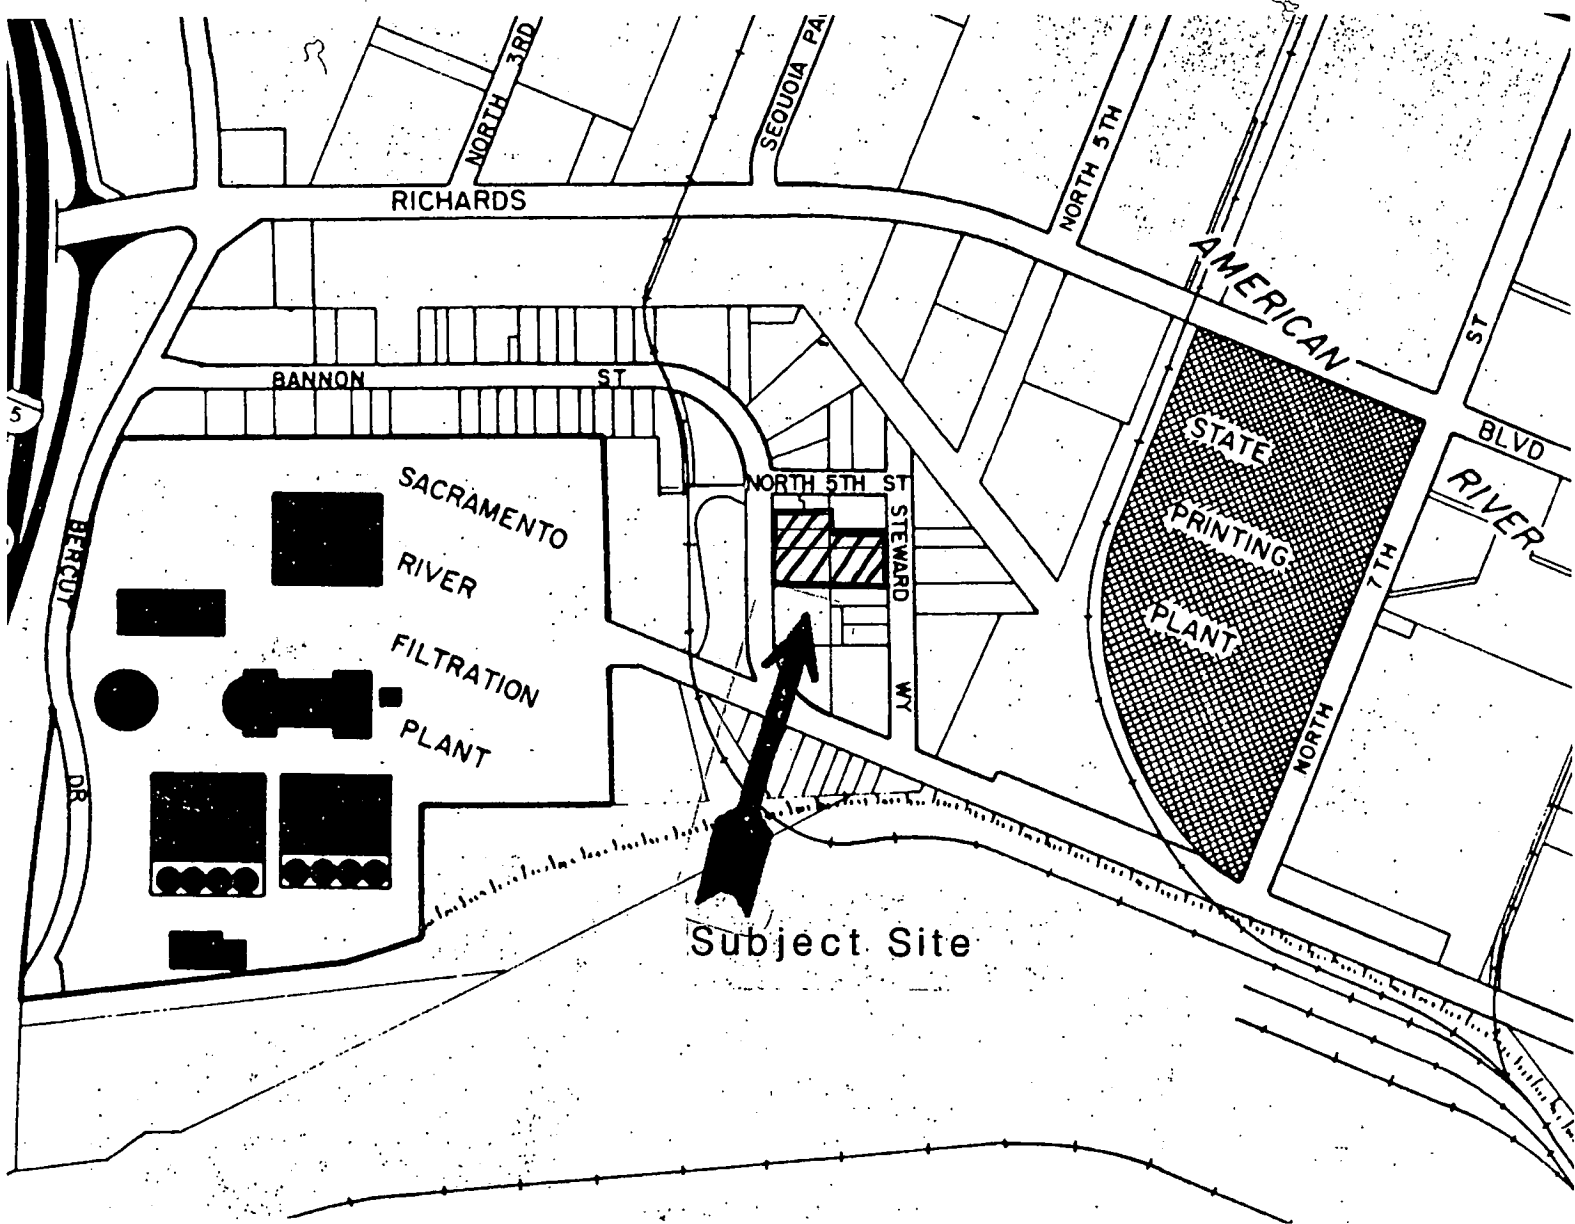 NORTH 3RD
SEQUOIA PA
NORTH 5TH
RICHARDS
AMERICAN
ST
BLVD
RIVER
BANNON ST
5
STATE
PRINTING
PLANT
NORTH 5TH ST
STEWARD WY
SACRAMENTO
RIVER
FILTRATION
PLANT
BERCUT DR
NORTH 7TH
Subject Site